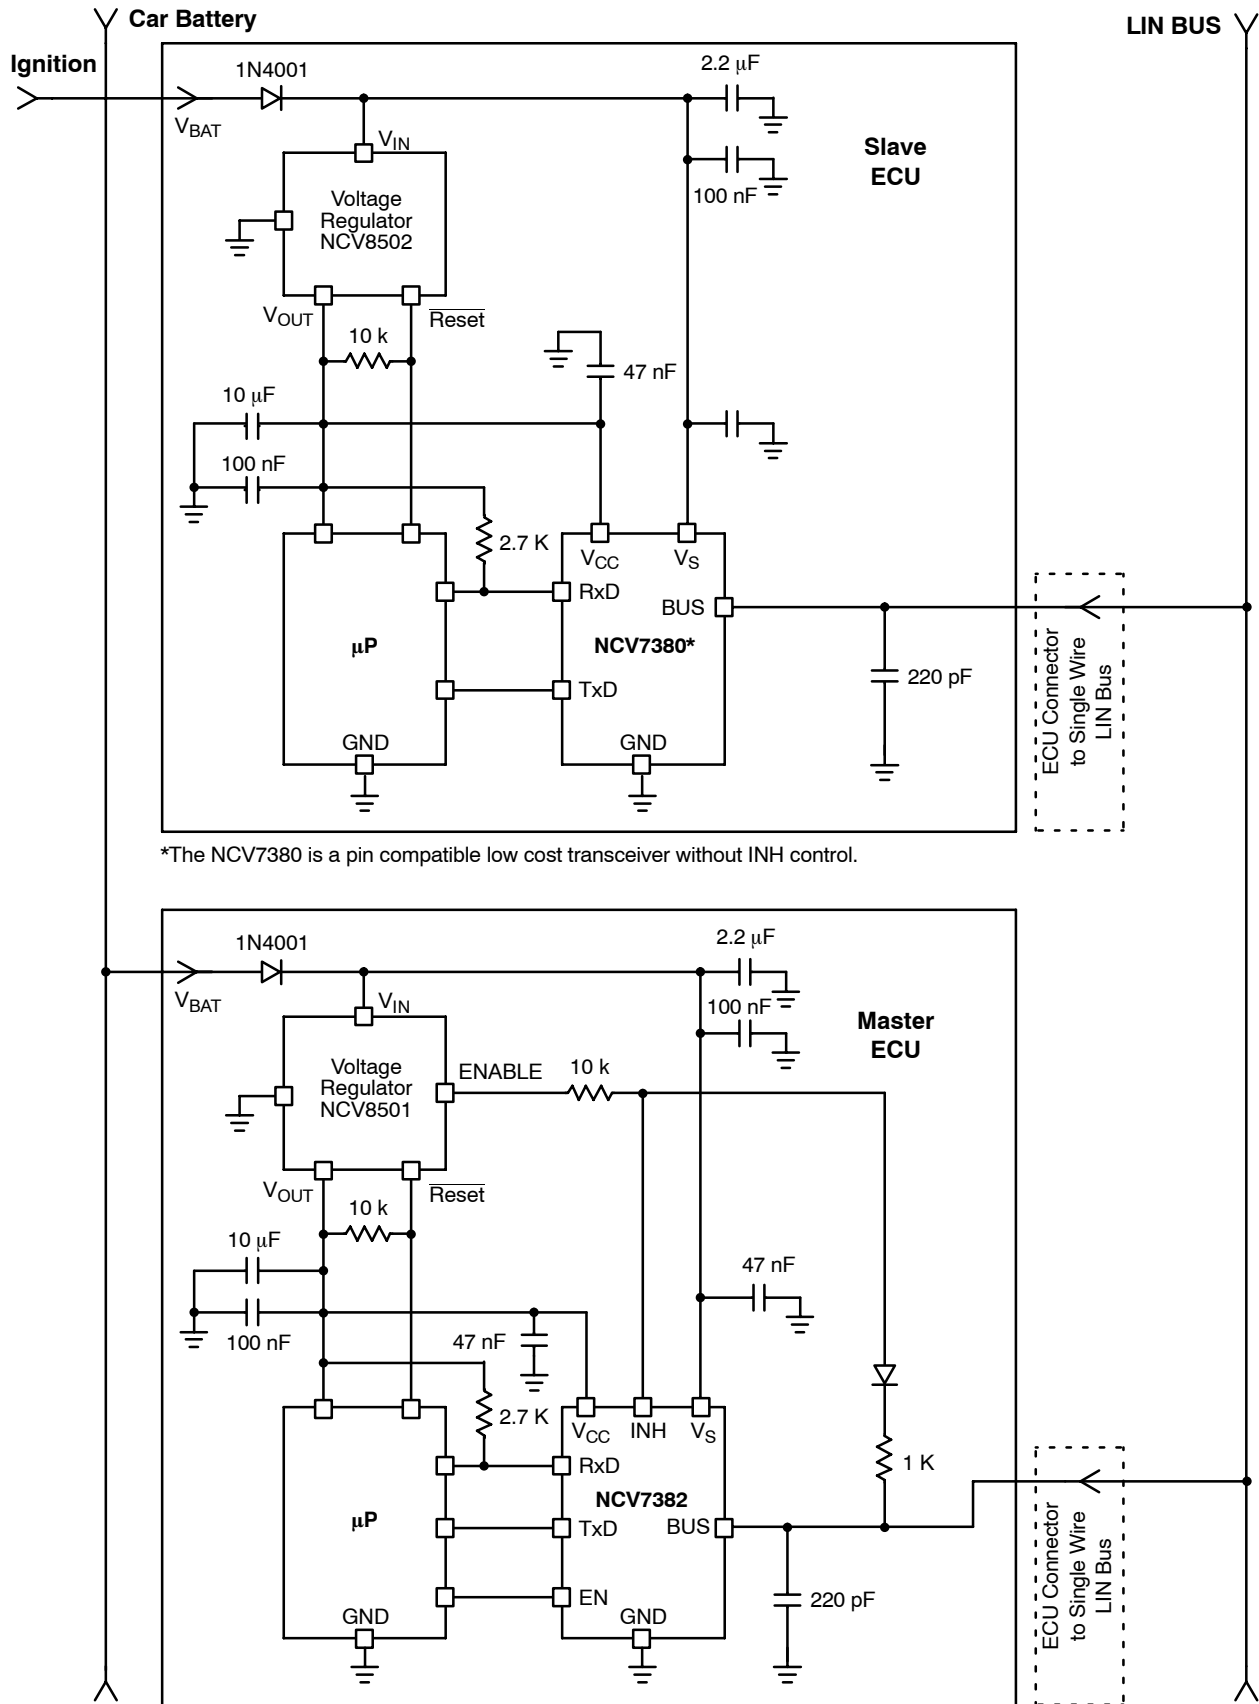 Car Battery
LIN BUS
Ignition
1N4001
2.2 µF
VBAT
VIN
Slave
ECU
100 nF
Voltage
Regulator
NCV8502
VOUT
Reset
10 k
47 nF
10 µF
100 nF
2.7 K
VCC
VS
RxD
BUS
µP
NCV7380*
220 pF
TxD
GND
GND
ECU Connector
to Single Wire
LIN Bus
*The NCV7380 is a pin compatible low cost transceiver without INH control.
1N4001
2.2 µF
VBAT
VIN
100 nF
Master
ECU
Voltage
Regulator
NCV8501
ENABLE
10 k
VOUT
Reset
10 k
10 µF
47 nF
100 nF
47 nF
2.7 K
VCC
INH
VS
RxD
1 K
NCV7382
µP
TxD
BUS
EN
220 pF
GND
GND
ECU Connector
to Single Wire
LIN Bus